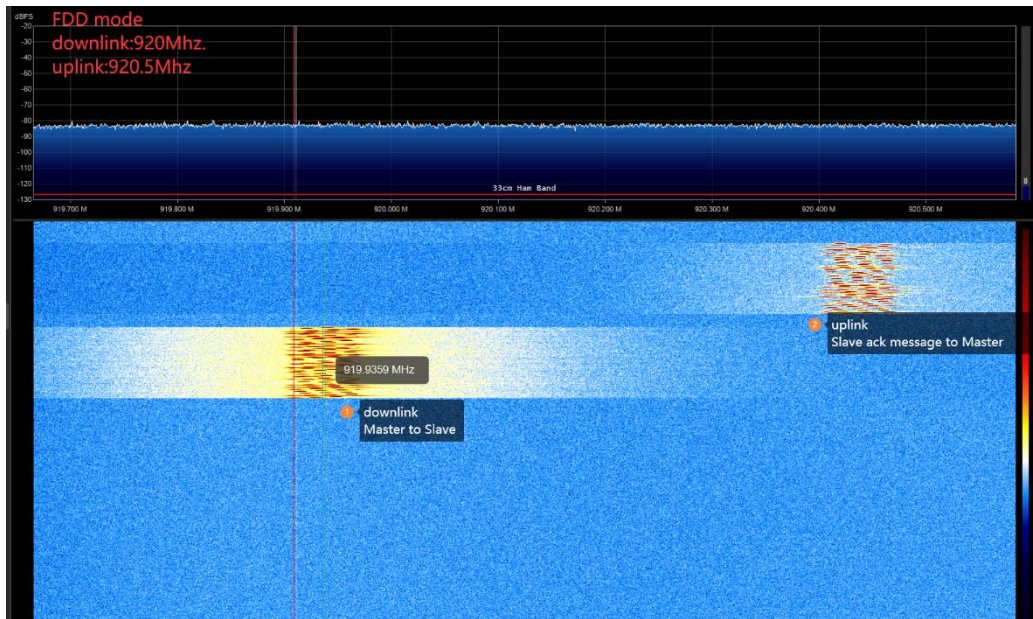 dBFS
FDD mode
downlink:920Mhz.
uplink:920.5Mhz
-20
-30
-40
-50
-60
-70
-80
-90
-100
-110
-120
-130
33cm Ham Band
8
919.700 M 919.800 M 919.900 M 920.000 M 920.100 M 920.200 M 920.300 M 920.400 M 920.500 M
2 uplink
Slave ack message to Master
919.9359 MHz
1 downlink
Master to Slave